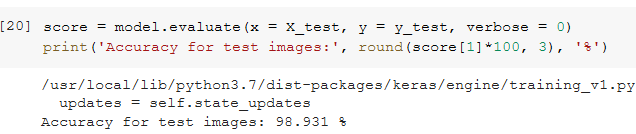 [20] score = model.evaluate(x = X_test, y = y_test, verbose = 0)
print('Accuracy for test images:', round(score[1]*100, 3), '%')
/usr/local/lib/python3.7/dist-packages/keras/engine/training_v1.py
updates = self.state_updates
Accuracy for test images: 98.931 %